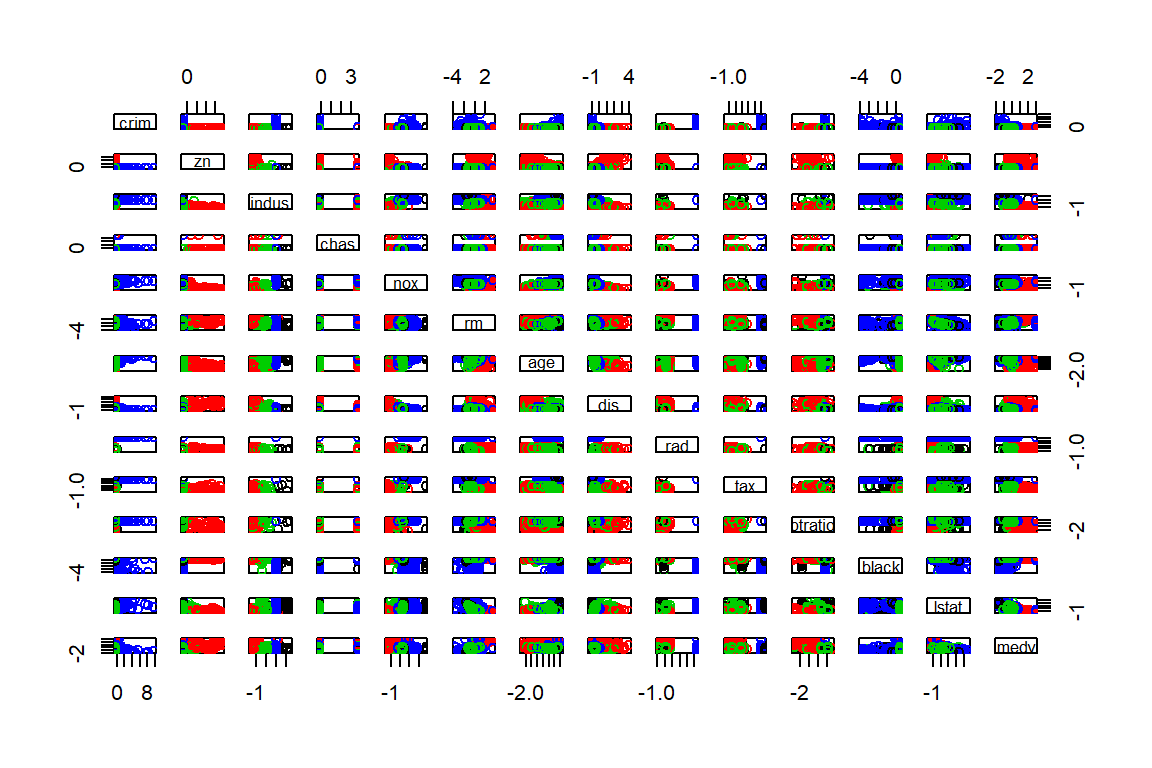 0 0 3 -4 2 -1 4 -1.0 -4 0 -2 2
crim 0
0 zn
indus -1
0 chas
nox -1
-4 rm
age -2.0
-1 dis
rad -1.0
-1.0 tax
ptratio -2
-4 black
lstat -1
-2 medv
0 8 -1 -1 -2.0 -1.0 -2 -1